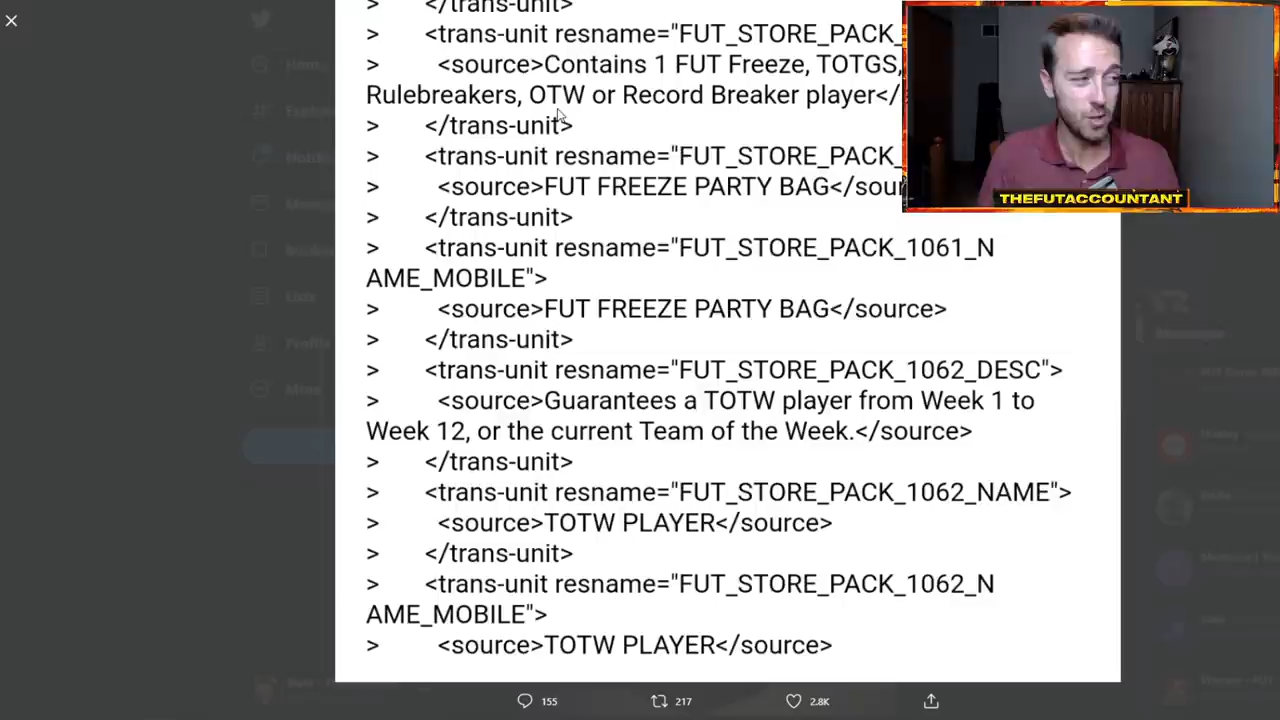 > </trans-unit>
> <trans-unit resname="FUT_STORE_PACK_
> <source>Contains 1 FUT Freeze, TOTGS,
Rulebreakers, OTW or Record Breaker player</
> </trans-unit>
> <trans-unit resname="FUT_STORE_PACK_
> <source>FUT FREEZE PARTY BAG</sour
> </trans-unit>
> <trans-unit resname="FUT_STORE_PACK_1061_N
AME_MOBILE">
> <source>FUT FREEZE PARTY BAG</source>
> </trans-unit>
> <trans-unit resname="FUT_STORE_PACK_1062_DESC">
> <source>Guarantees a TOTW player from Week 1 to
Week 12, or the current Team of the Week.</source>
> </trans-unit>
> <trans-unit resname="FUT_STORE_PACK_1062_NAME">
> <source>TOTW PLAYER</source>
> </trans-unit>
> <trans-unit resname="FUT_STORE_PACK_1062_N
AME_MOBILE">
> <source>TOTW PLAYER</source>
THEFUTACCOUNTANT
Home
Lists
Profile
More
155 217 2.8K